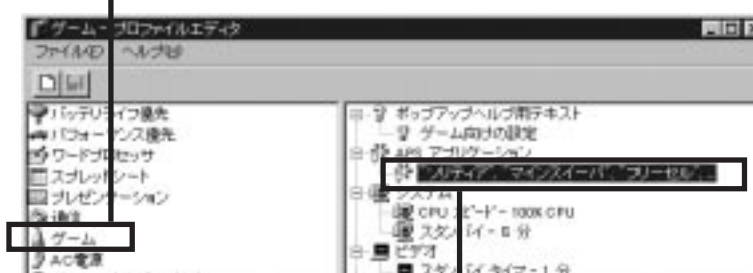 ゲーム - プロファイルエディタ
ファイル(F) ヘルプ(H)
バッテリライフ優先
パフォーマンス優先
ワードプロセッサ
スプレッドシート
プレゼンテーション
通信
ゲーム
AC電源
ポップアップヘルプ用テキスト
ゲーム向けの設定
APS アプリケーション
"ソリティア", "マインスイーパ", "フリーセル", ...
システム
CPU スピード - 100% CPU
スタンバイ - 6 分
ビデオ
スタンバイ タイマ - 1 分